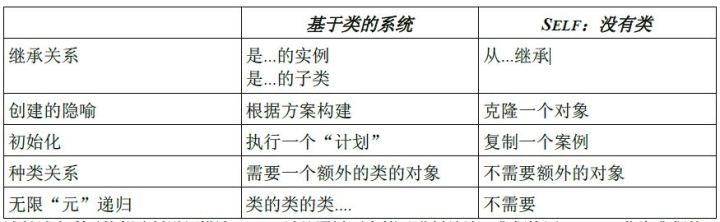 基于类的系统 SELF：没有类
继承关系 是...的实例 从...继承
是...的子类
创建的隐喻 根据方案构建 克隆一个对象
初始化 执行一个“计划” 复制一个案例
种类关系 需要一个额外的类的对象 不需要额外的对象
无限“元”递归 类的类的类.... 不需要